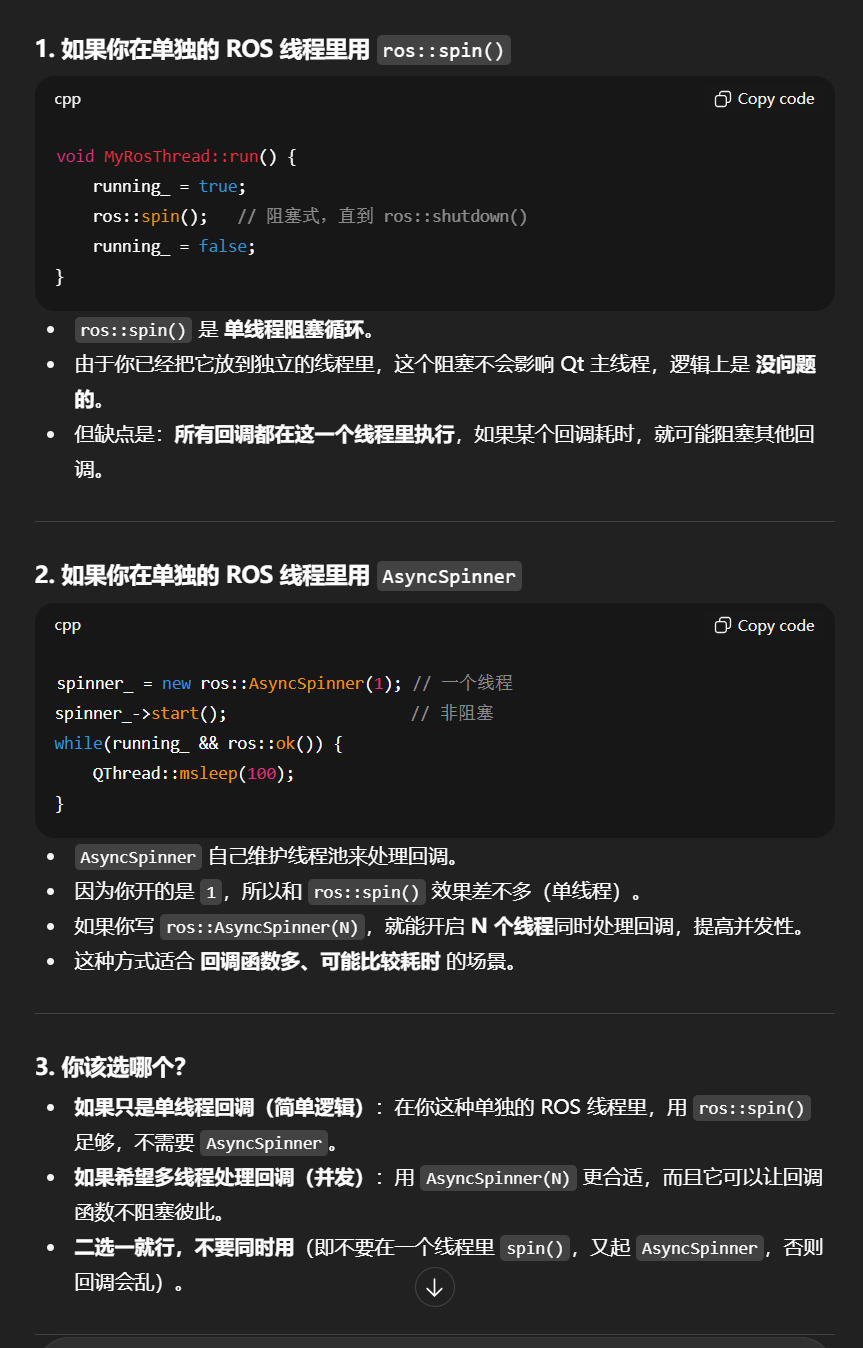 1. 如果你在单独的 ROS 线程里用 ros::spin()
cpp
Copy code
void MyRosThread::run() {
    running_ = true;
    ros::spin();   // 阻塞式，直到 ros::shutdown()
    running_ = false;
}
• ros::spin() 是 单线程阻塞循环。
• 由于你已经把它放到独立的线程里，这个阻塞不会影响 Qt 主线程，逻辑上是 没问题
的。
• 但缺点是：所有回调都在这一个线程里执行，如果某个回调耗时，就可能阻塞其他回
调。
2. 如果你在单独的 ROS 线程里用 AsyncSpinner
cpp
Copy code
spinner_ = new ros::AsyncSpinner(1); // 一个线程
spinner_->start();                   // 非阻塞
while(running_ && ros::ok()) {
    QThread::msleep(100);
}
• AsyncSpinner 自己维护线程池来处理回调。
• 因为你开的是 1，所以和 ros::spin() 效果差不多（单线程）。
• 如果你写 ros::AsyncSpinner(N)，就能开启 N 个线程同时处理回调，提高并发性。
• 这种方式适合 回调函数多、可能比较耗时 的场景。
3. 你该选哪个？
• 如果只是单线程回调（简单逻辑）：在你这种单独的 ROS 线程里，用 ros::spin()
足够，不需要 AsyncSpinner。
• 如果希望多线程处理回调（并发）：用 AsyncSpinner(N) 更合适，而且它可以让回调
函数不阻塞彼此。
• 二选一就行，不要同时用（即不要在一个线程里 spin()，又起 AsyncSpinner，否则
回调会乱）。